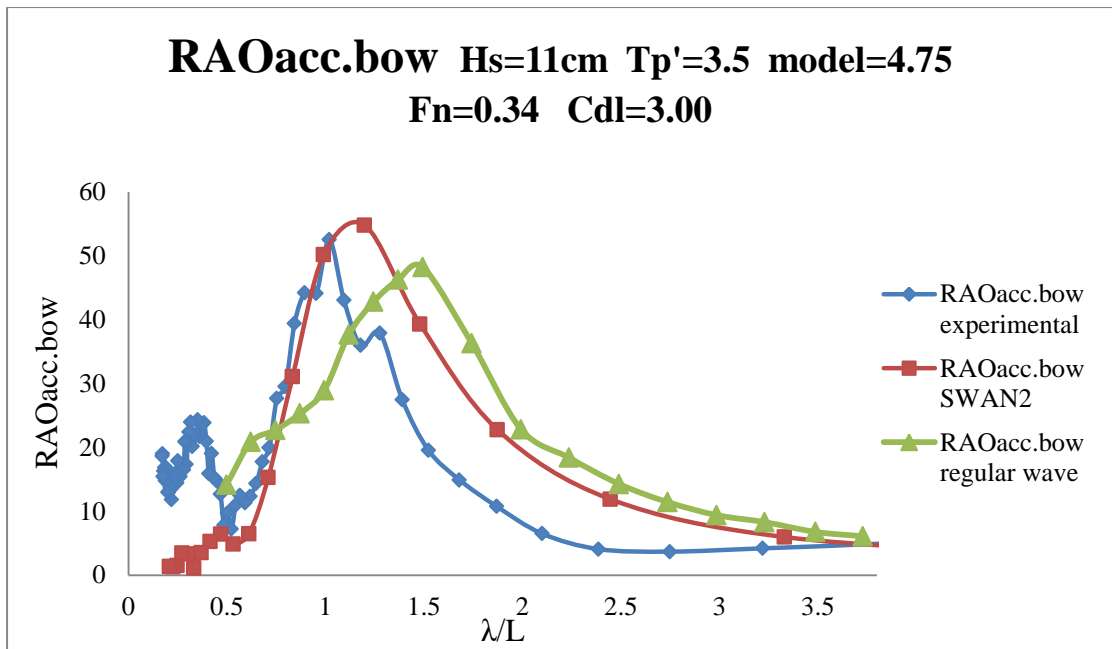 RAOacc.bow Hs=11cm Tp'=3.5 model=4.75
Fn=0.34 Cdl=3.00
60
50
40
30
20
10
0
RAOacc.bow
0 0.5 1 1.5 2 2.5 3 3.5
λ/L
RAOacc.bow
experimental
RAOacc.bow
SWAN2
RAOacc.bow
regular wave